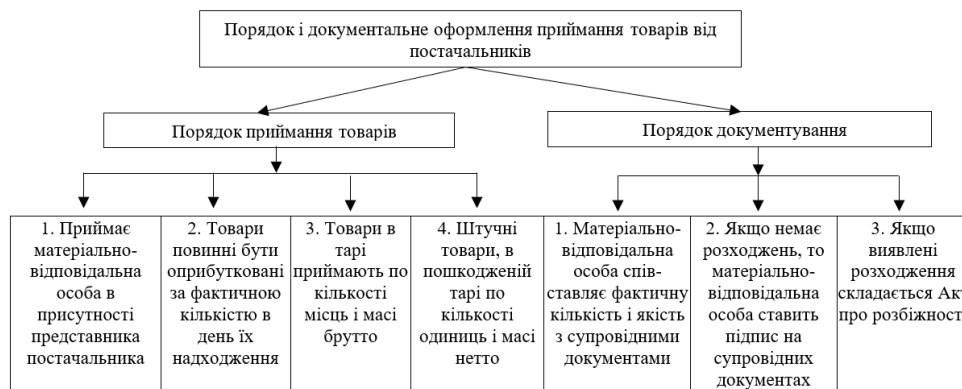 Порядок і документальне оформлення приймання товарів від
постачальників
Порядок приймання товарів
Порядок документування
1. Приймає
матеріально-
відповідальна
особа в
присутності
представника
постачальника
2. Товари
повинні бути
оприбутковані
за фактичною
кількістю в
день їх
надходження
3. Товари в
тарі
приймають по
кількості
місць і масі
брутто
4. Штучні
товари, в
пошкодженій
тарі по
кількості
одиниць і масі
нетто
1. Матеріально-
відповідальна
особа спів-
ставляє фактичну
кількість і якість
з супровідними
документами
2. Якщо немає
розходжень, то
матеріально-
відповідальна
особа ставить
підпис на
супровідних
документах
3. Якщо
виявлені
розходження
складається Акт
про розбіжност